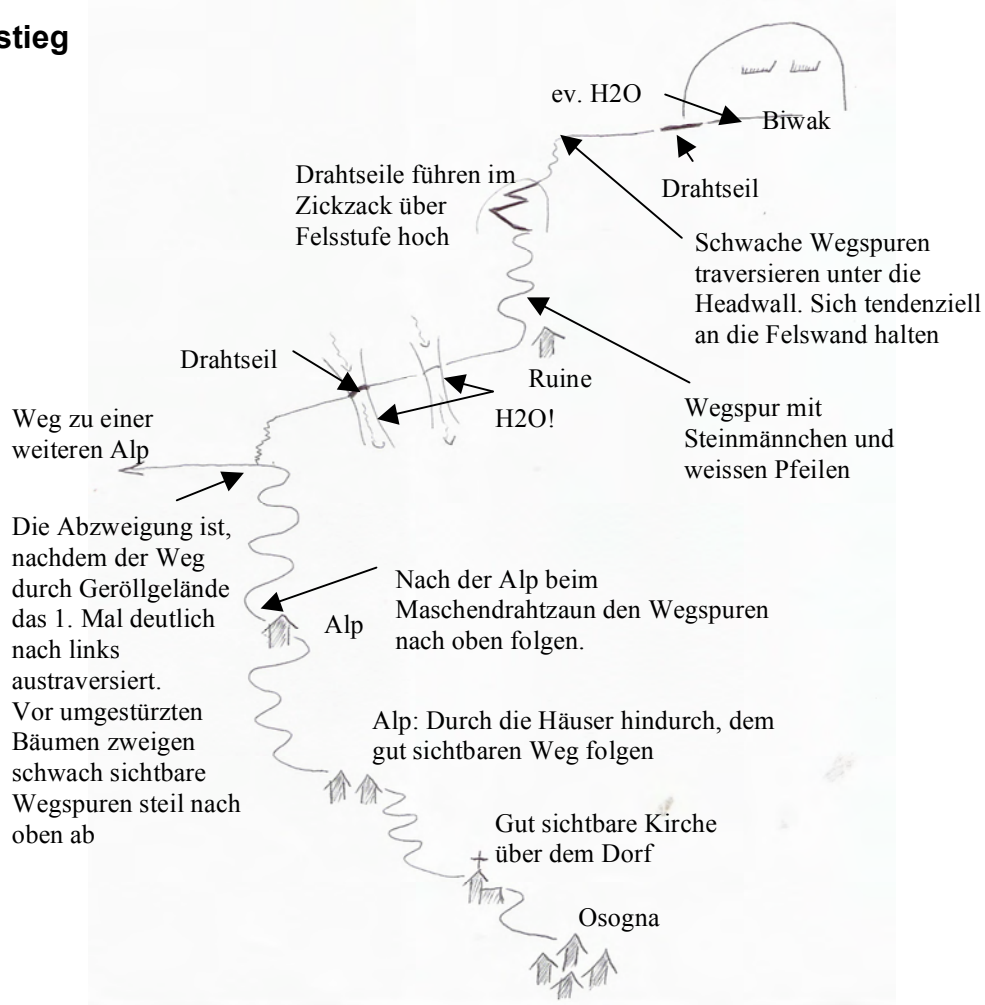 stieg
ev. H2O
Biwak
Drahtseile führen im
Zickzack über
Felsstufe hoch
Drahtseil
Schwache Wegspuren
traversieren unter die
Headwall. Sich tendenziell
an die Felswand halten
Drahtseil
Ruine
H2O!
Wegspur mit
Steinmännchen und
weissen Pfeilen
Weg zu einer
weiteren Alp
Die Abzweigung ist,
nachdem der Weg
durch Geröllgelände
das 1. Mal deutlich
nach links
austraversiert.
Vor umgestürzten
Bäumen zweigen
schwach sichtbare
Wegspuren steil nach
oben ab
Nach der Alp beim
Maschendrahtzaun den Wegspuren
nach oben folgen.
Alp
Alp: Durch die Häuser hindurch, dem
gut sichtbaren Weg folgen
Gut sichtbare Kirche
über dem Dorf
Osogna